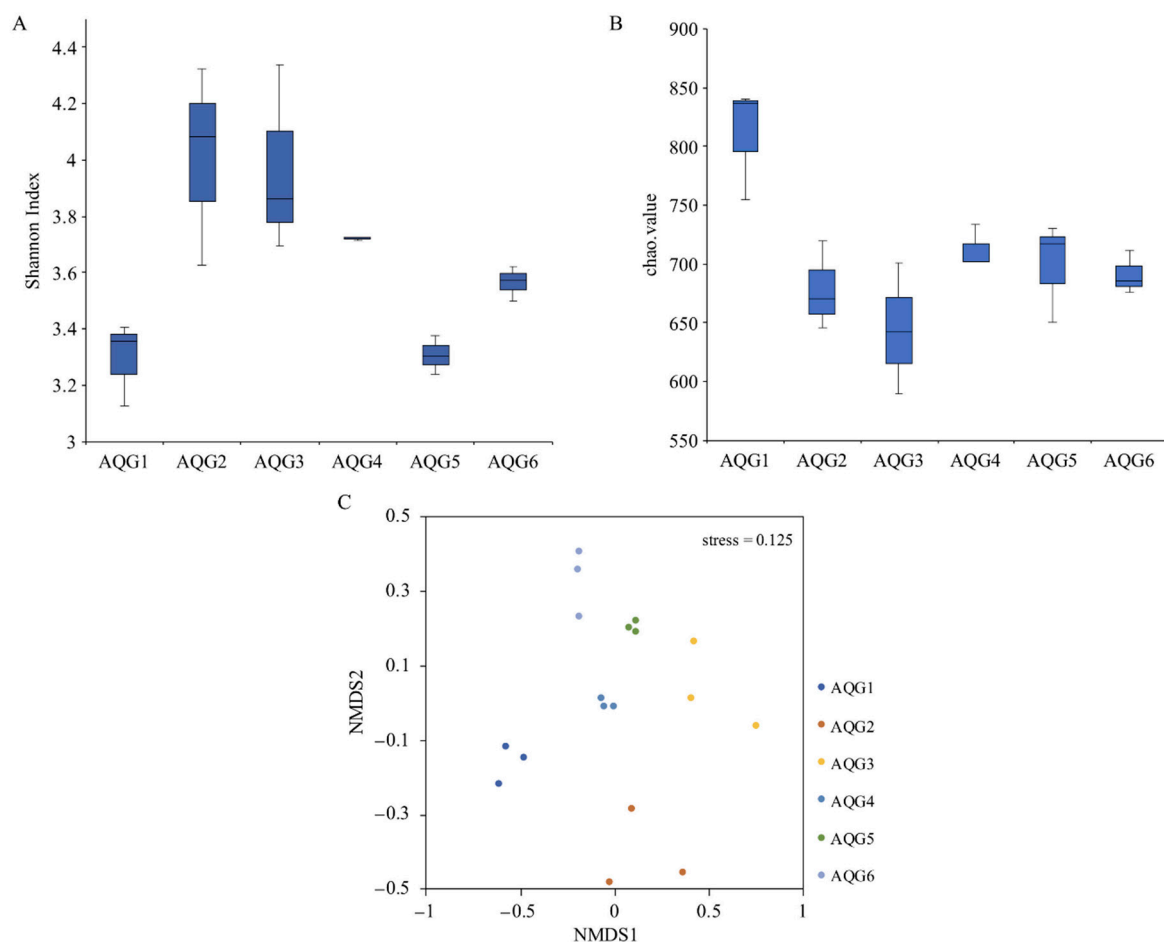 A
4.4
4.2
4
3.8
3.6
3.4
3.2
3
Shannon Index
AQG1 AQG2 AQG3 AQG4 AQG5 AQG6
B
900
850
800
750
700
650
600
550
chao.value
AQG1 AQG2 AQG3 AQG4 AQG5 AQG6
C
stress = 0.125
0.5
0.3
0.1
−0.1
−0.3
−0.5
NMDS2
−1 −0.5 0 0.5 1
NMDS1
AQG1
AQG2
AQG3
AQG4
AQG5
AQG6